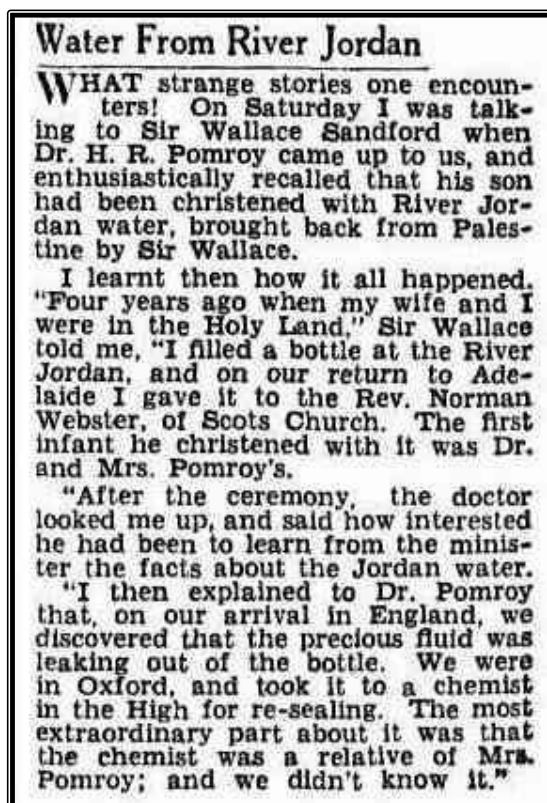 Water From River Jordan
WHAT strange stories one encoun-
ters! On Saturday I was talk-
ing to Sir Wallace Sandford when
Dr. H. R. Pomroy came up to us, and
enthusiastically recalled that his son
had been christened with River Jor-
dan water, brought back from Pales-
tine by Sir Wallace.
I learnt then how it all happened.
"Four years ago when my wife and I
were in the Holy Land," Sir Wallace
told me, "I filled a bottle at the River
Jordan, and on our return to Ade-
laide I gave it to the Rev. Norman
Webster, of Scots Church. The first
infant he christened with it was Dr.
and Mrs. Pomroy's.
"After the ceremony, the doctor
looked me up, and said how interested
he had been to learn from the minis-
ter the facts about the Jordan water.
"I then explained to Dr. Pomroy
that, on our arrival in England, we
discovered that the precious fluid was
leaking out of the bottle. We were
in Oxford, and took it to a chemist
in the High for re-sealing. The most
extraordinary part about it was that
the chemist was a relative of Mrs.
Pomroy; and we didn't know it."